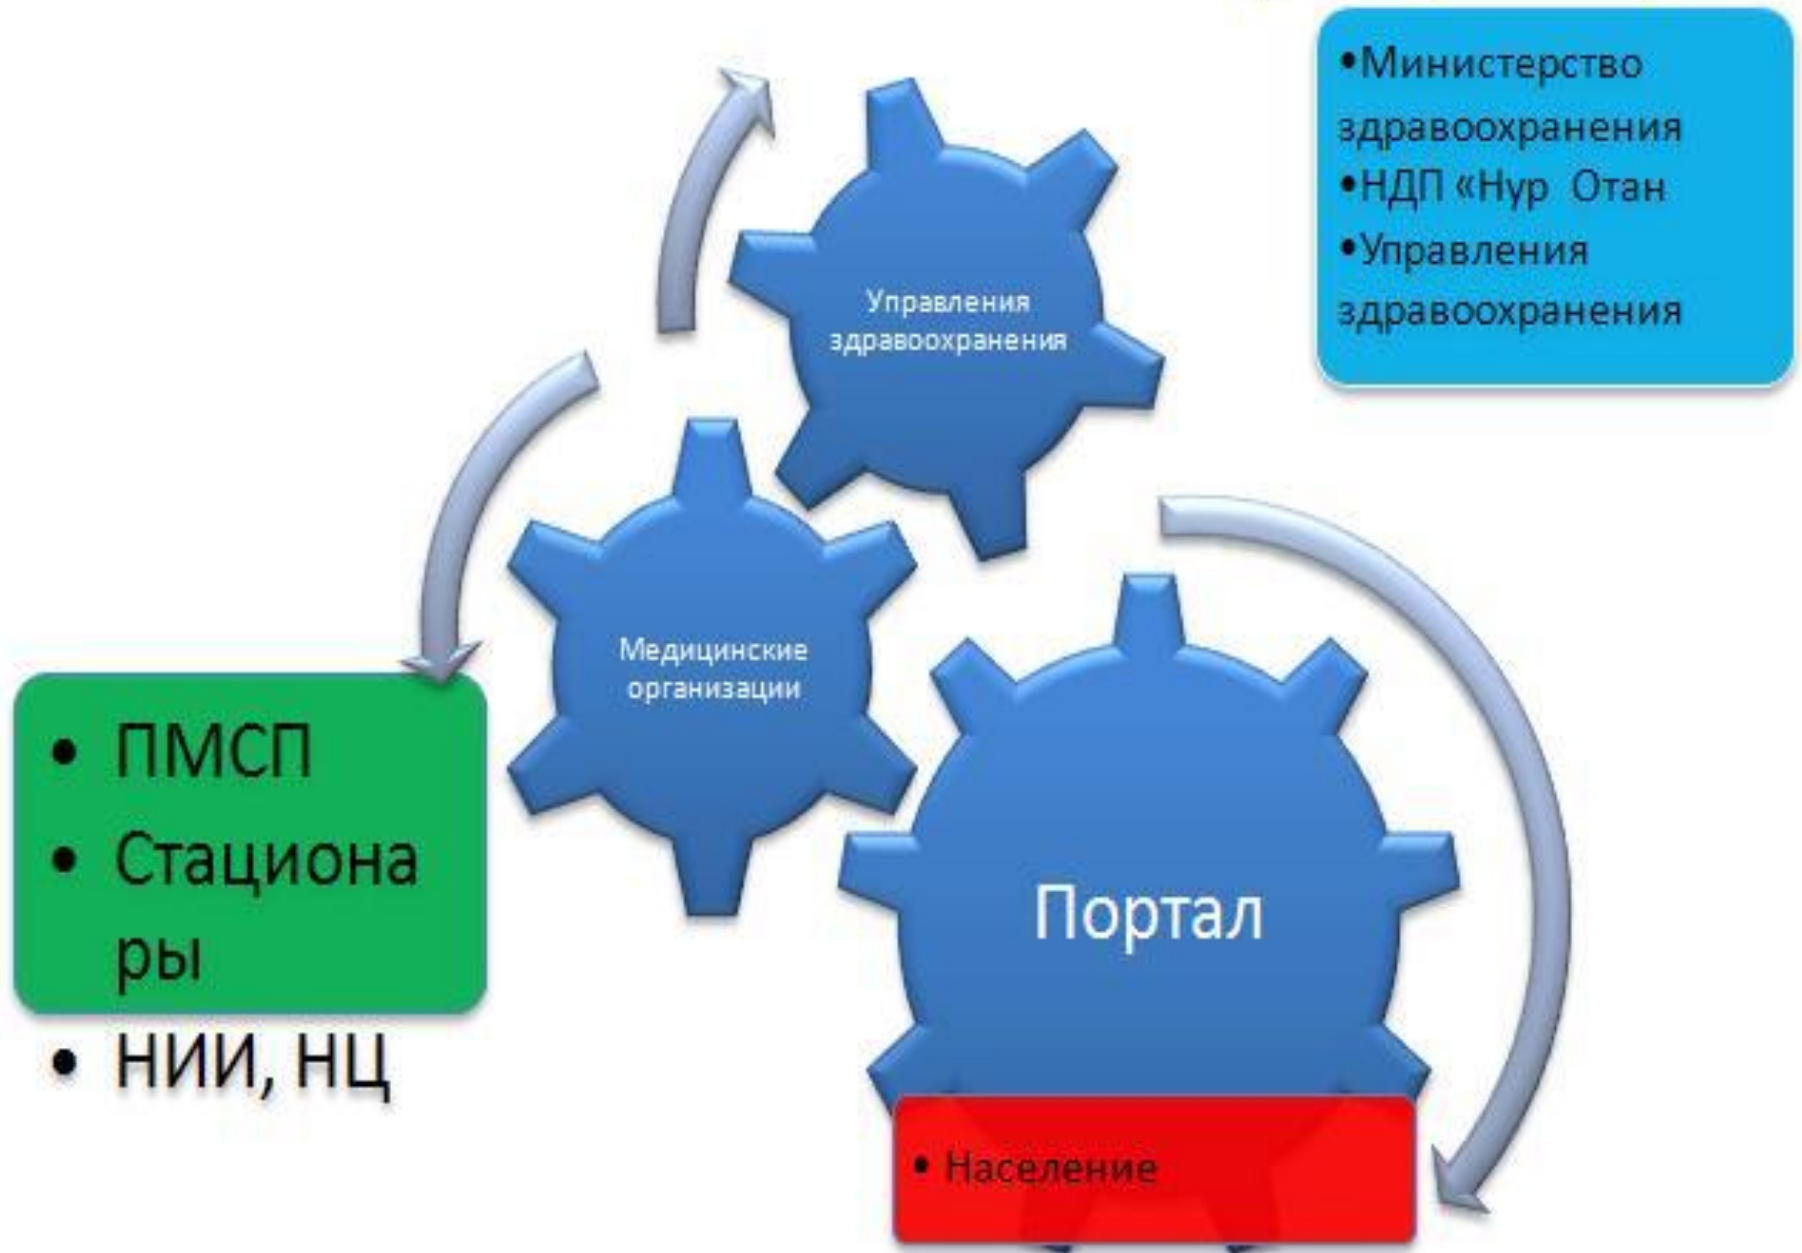 •Министерство
здравоохранения
•НДП «Нур Отан
•Управления
здравоохранения
Управления
здравоохранения
Медицинские
организации
• ПМСП
• Стациона
ры
• НИИ, НЦ
Портал
• Население